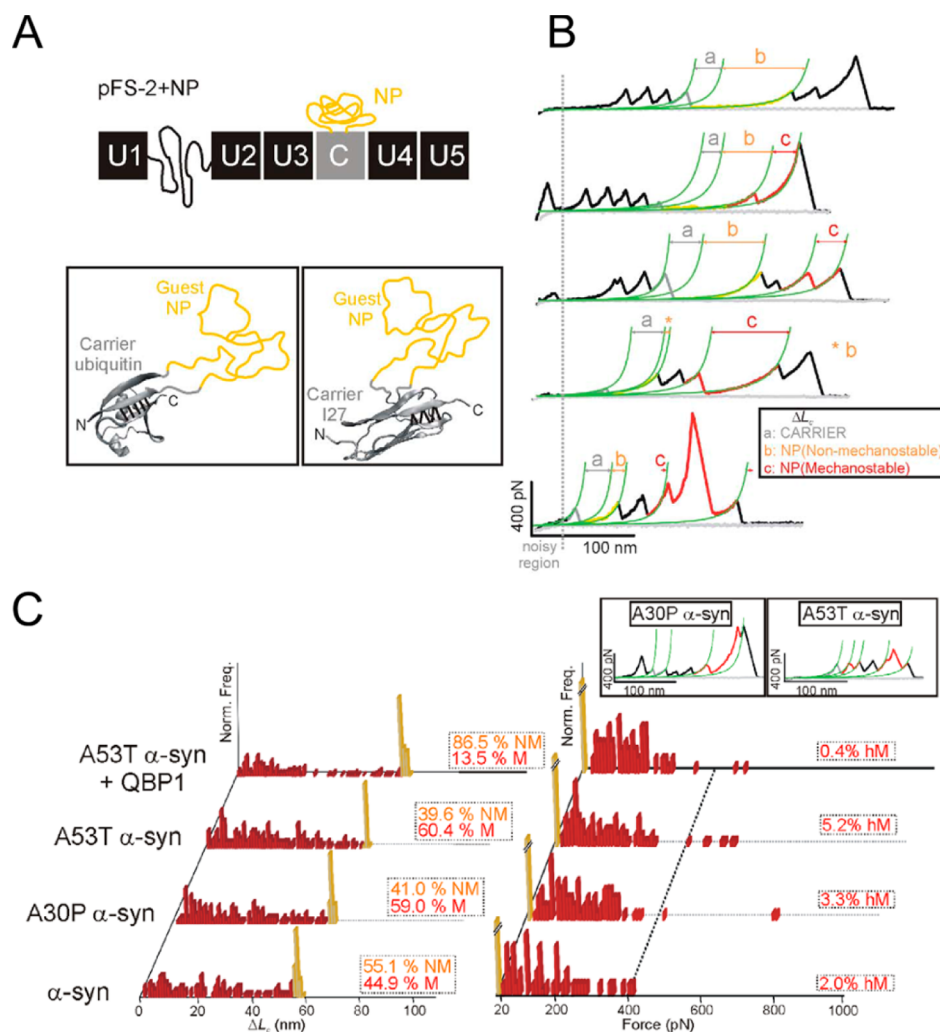 A
pFS-2+NP
NP
U1 U2 U3 C U4 U5
Guest
NP
Carrier
ubiquitin
N
C
Guest
NP
Carrier
I27
N
C
B
a b
a b c
a b c
a * c
* b
a b c
ΔLc
a: CARRIER
b: NP(Non-mechanostable)
c: NP(Mechanostable)
400 pN
noisy
region
100 nm
C
A30P α-syn
400 pN
100 nm
A53T α-syn
400 pN
100 nm
Norm. Freq.
Norm. Freq.
A53T α-syn
+ QBP1
86.5 % NM
13.5 % M
0.4% hM
A53T α-syn
39.6 % NM
60.4 % M
5.2% hM
A30P α-syn
41.0 % NM
59.0 % M
3.3% hM
α-syn
55.1 % NM
44.9 % M
2.0% hM
0 20 40 60 80 100
ΔLc (nm)
20 200 400 600 800 1000
Force (pN)